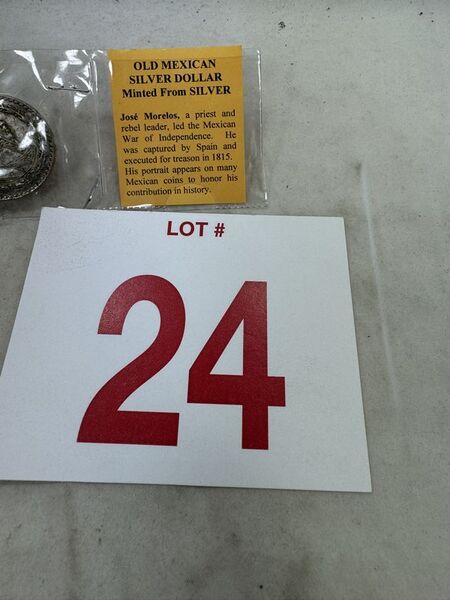 OLD MEXICAN
SILVER DOLLAR
Minted From SILVER
José Morelos, a priest and
rebel leader, led the Mexican
War of Independence. He
was captured by Spain and
executed for treason in 1815.
His portrait appears on many
Mexican coins to honor his
contribution in history.
LOT #
24